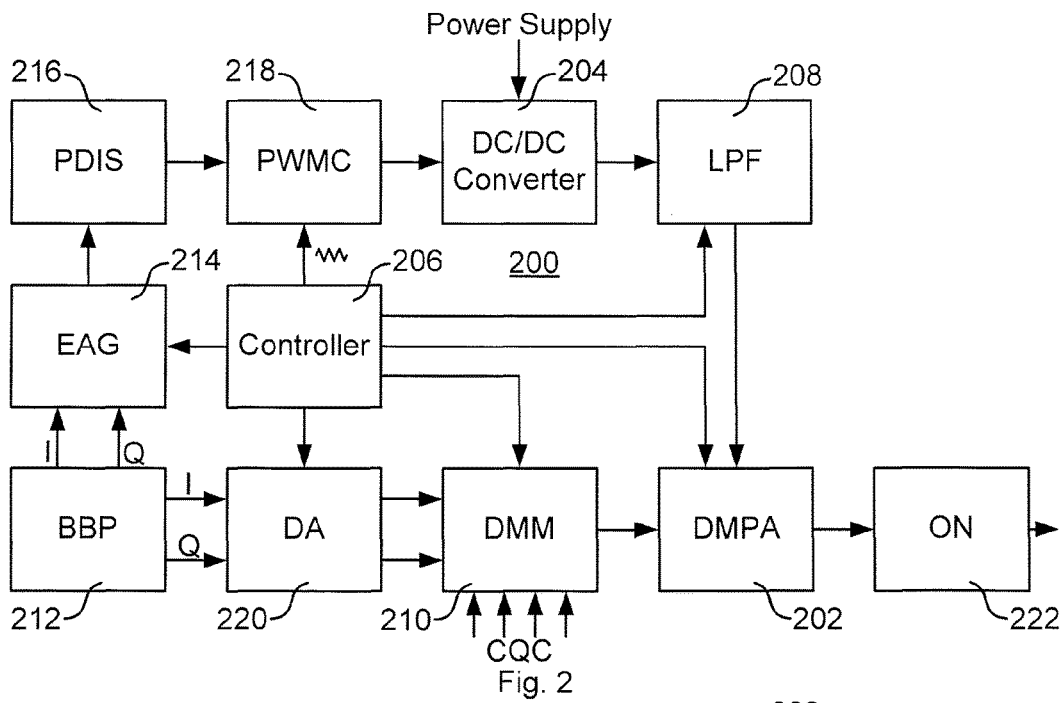 Power Supply
216
218
204
208
PDIS
PWMC
DC/DC
Converter
LPF
214
206
200
EAG
Controller
I
Q
I
Q
BBP
DA
DMM
DMPA
ON
212
220
210
202
222
CQC
Fig. 2